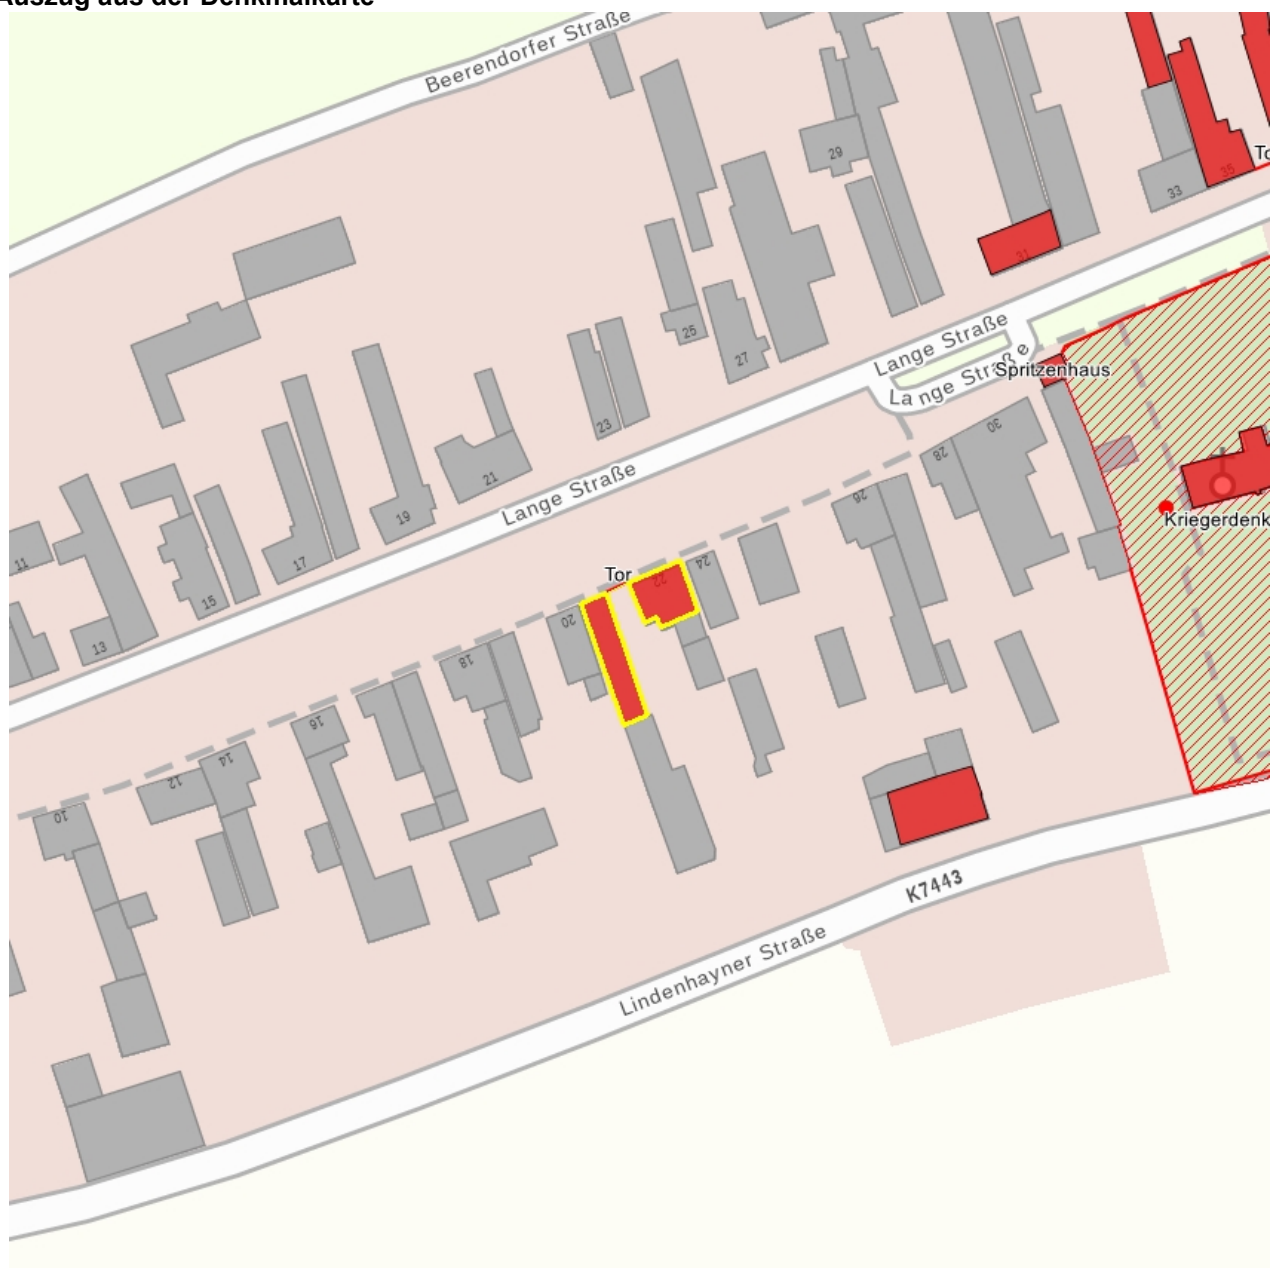 Auszug aus der Denkmalkarte
Beerendorfer Straße
29
To
35
33
31
25
27
Lange Straße
Lange Straße
Spritzenhaus
23
21
19
Lange Straße
30
28
26
Kriegerdenk
17
11
15
13
Tor
22
24
20
18
16
14
12
10
K7443
Lindenhayner Straße